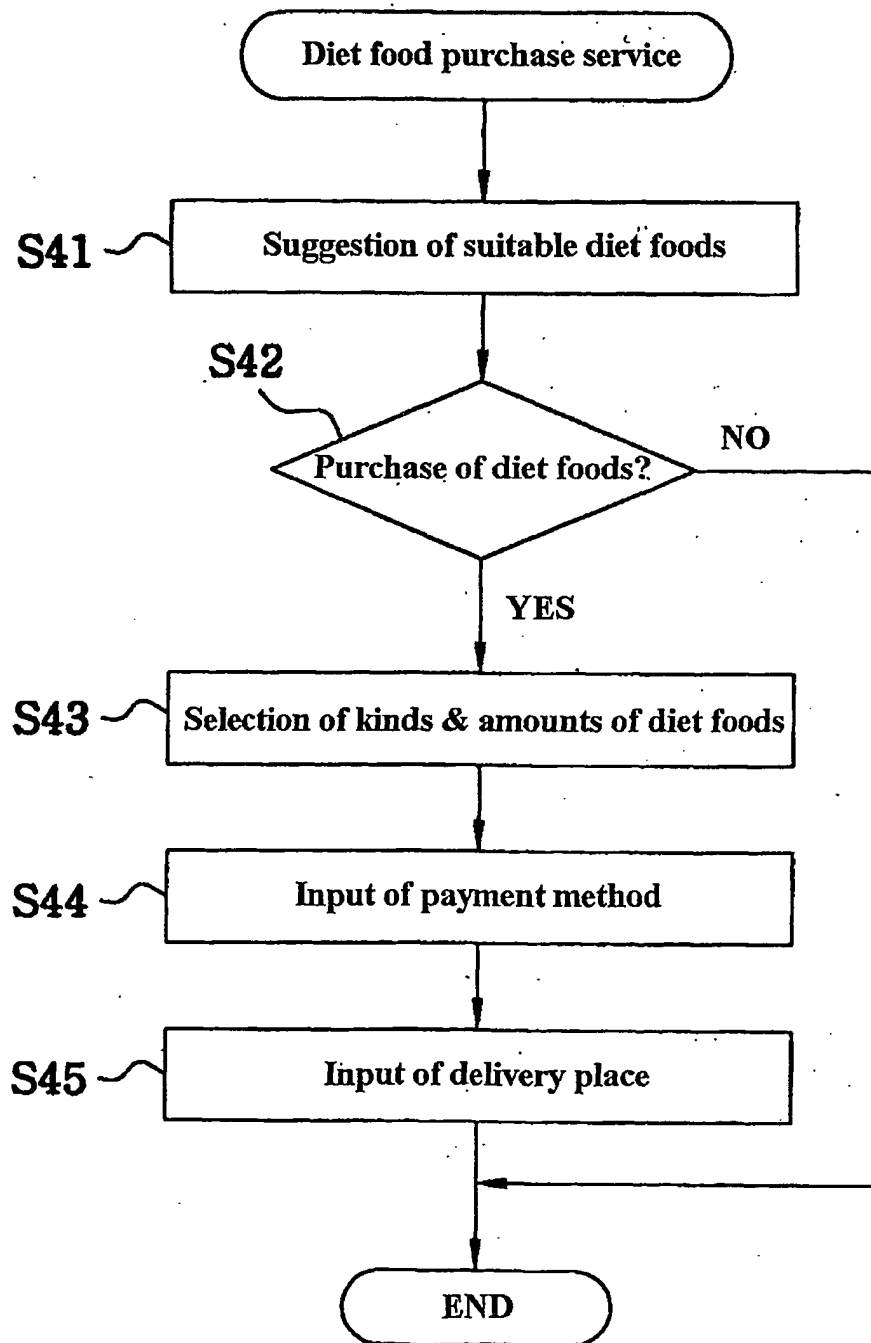 Diet food purchase service
S41
Suggestion of suitable diet foods
S42
Purchase of diet foods?
NO
YES
S43
Selection of kinds & amounts of diet foods
S44
Input of payment method
S45
Input of delivery place
END